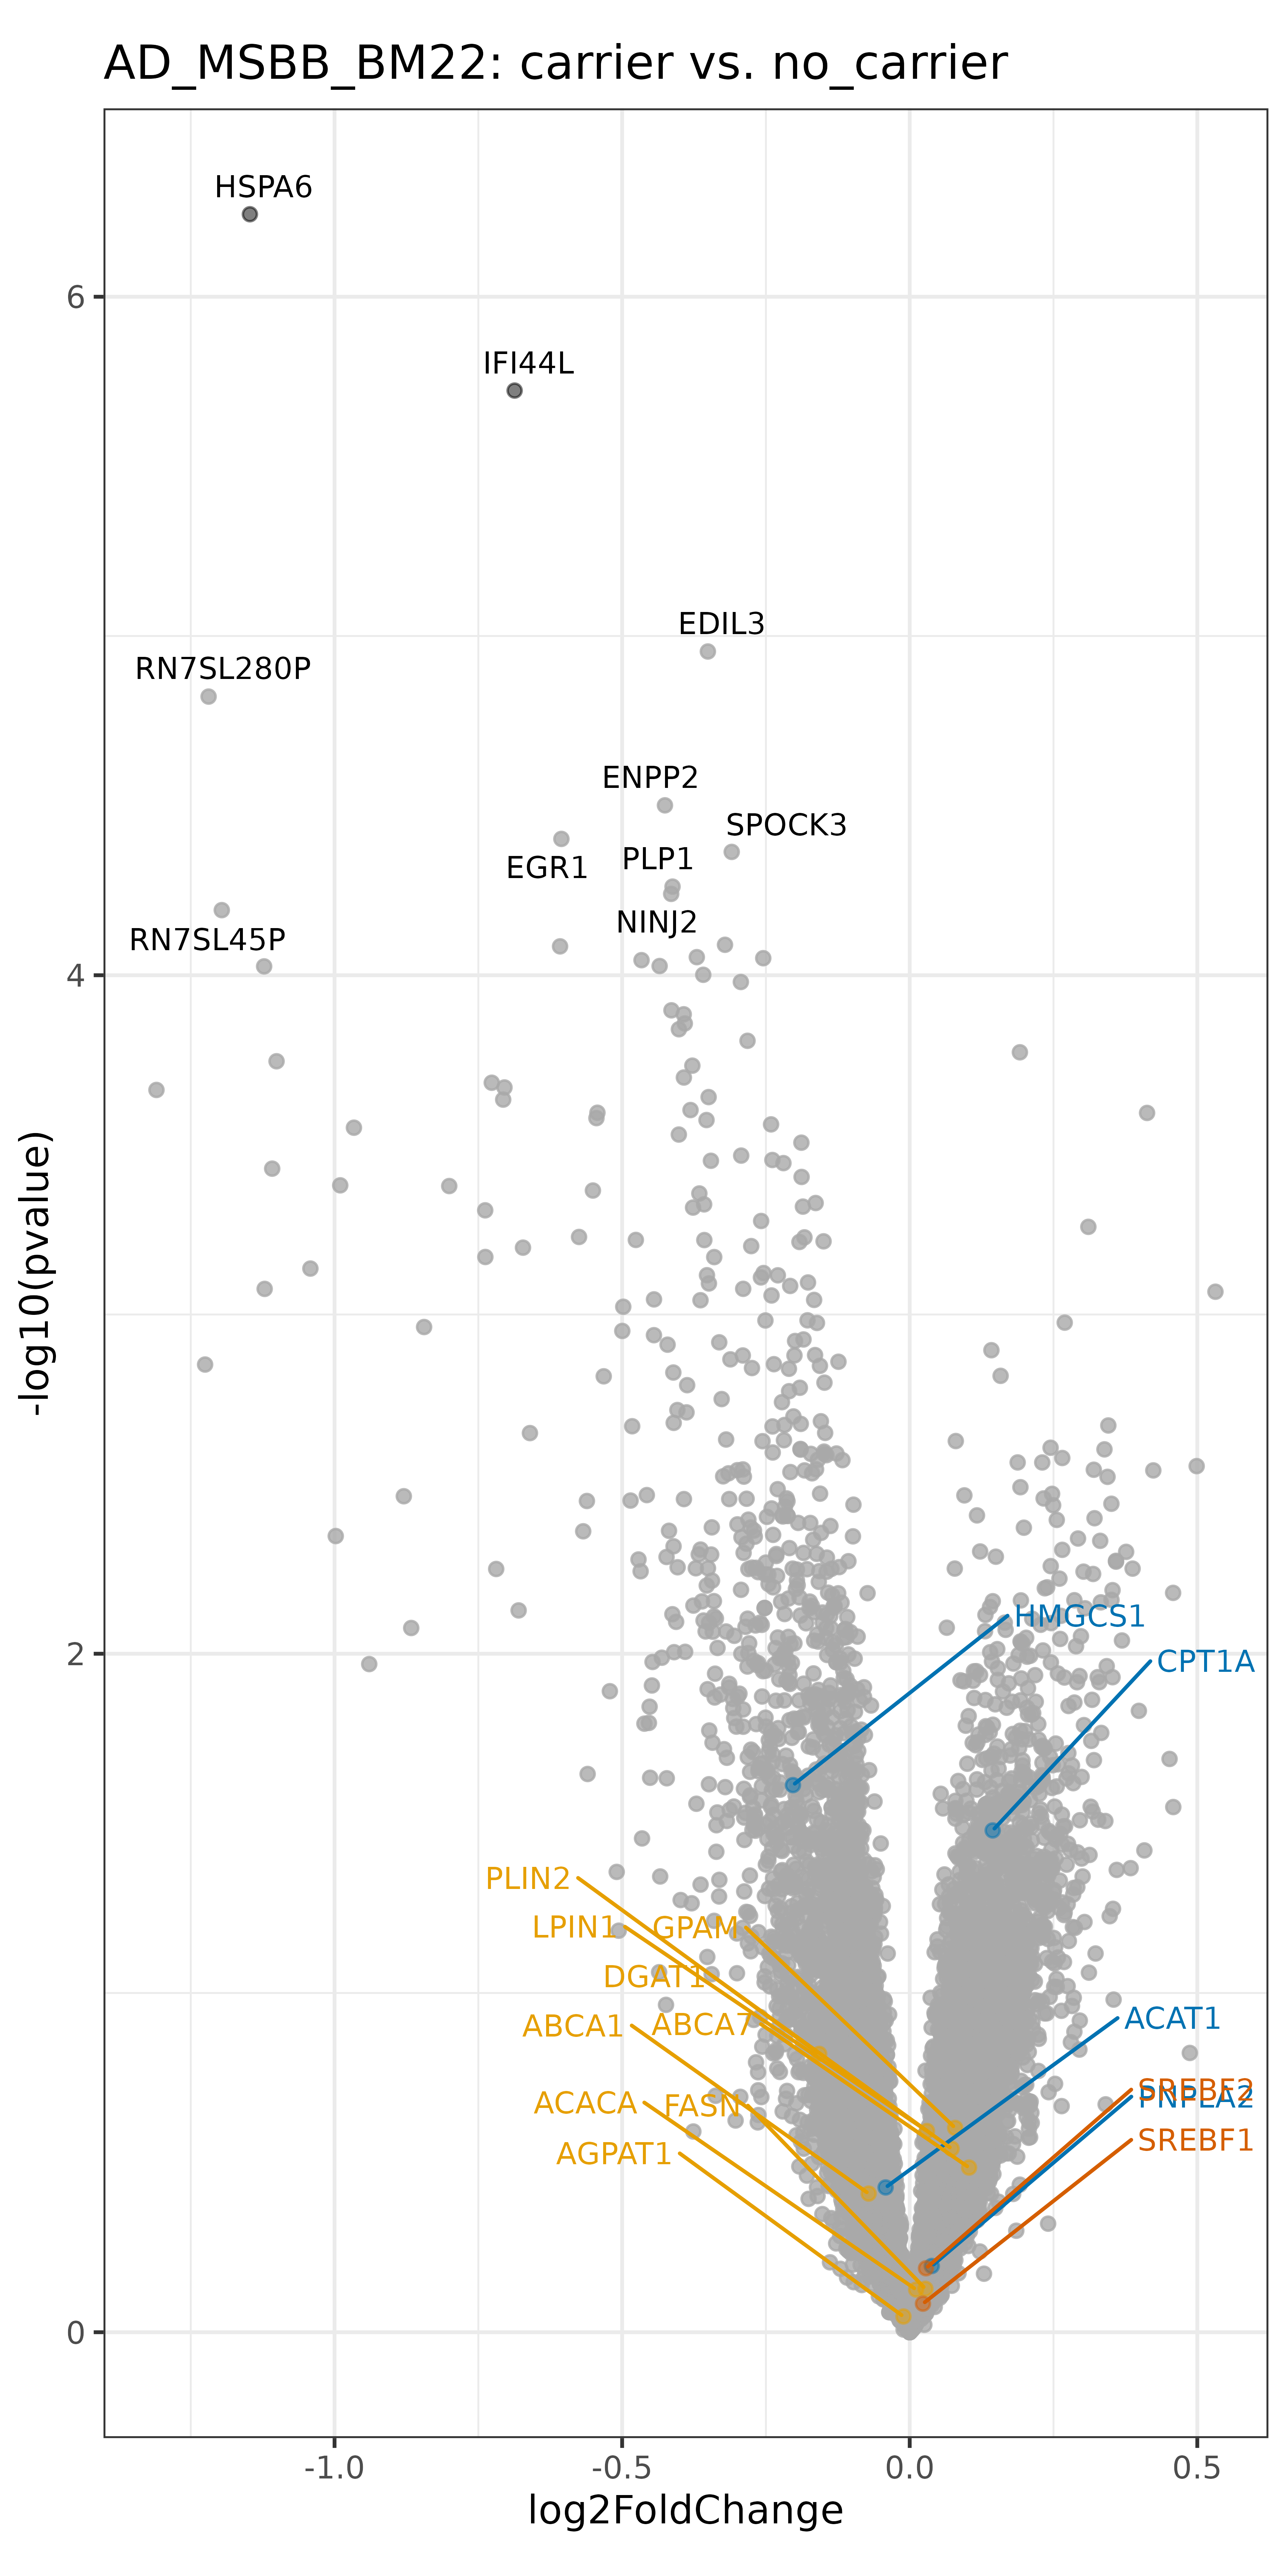 AD_MSBB_BM22: carrier vs. no_carrier
HSPA6
6
IFI44L
EDIL3
RN7SL280P
ENPP2
SPOCK3
EGR1
PLP1
NINJ2
RN7SL45P
4
-log10(pvalue)
HMGCS1
2
CPT1A
PLIN2
LPIN1
GPAM
DGAT1
ABCA1
ABCA7
ACAT1
SREBF2
PNPLA2
ACACA
FASN
SREBF1
AGPAT1
0
-1.0
-0.5
0.0
0.5
log2FoldChange